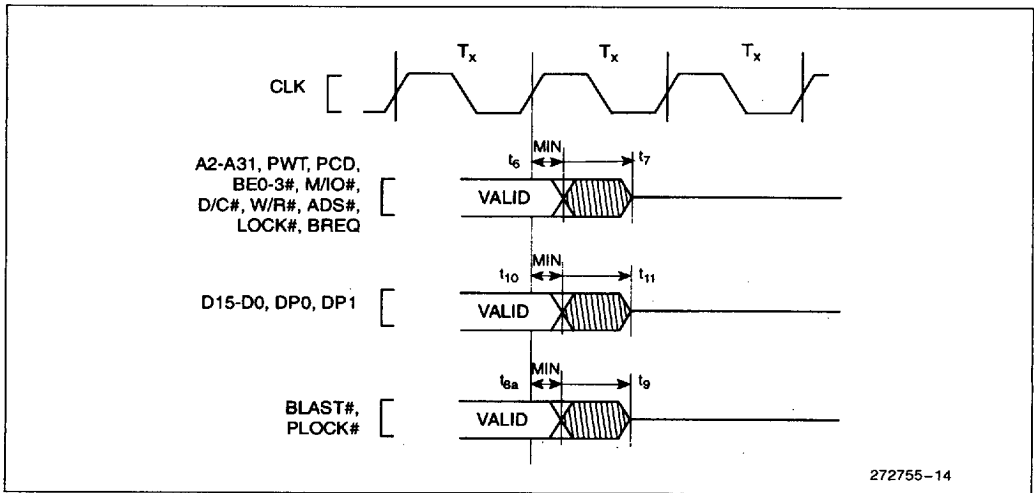 Tx Tx Tx
CLK
MIN
t6 t7
A2-A31, PWT, PCD,
BE0-3#, M/IO#,
D/C#, W/R#, ADS#,
LOCK#, BREQ
VALID
MIN
t10 t11
D15-D0, DP0, DP1
VALID
MIN
t8a t9
BLAST#,
PLOCK#
VALID
272755-14